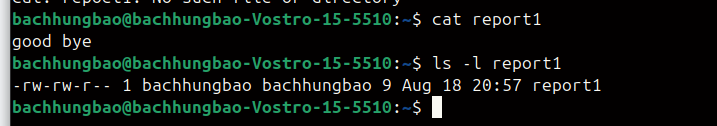 cat: report1: No such file or directory
bachhungbao@bachhungbao-Vostro-15-5510:~$ cat report1
good bye
bachhungbao@bachhungbao-Vostro-15-5510:~$ ls -l report1
-rw-rw-r-- 1 bachhungbao bachhungbao 9 Aug 18 20:57 report1
bachhungbao@bachhungbao-Vostro-15-5510:~$